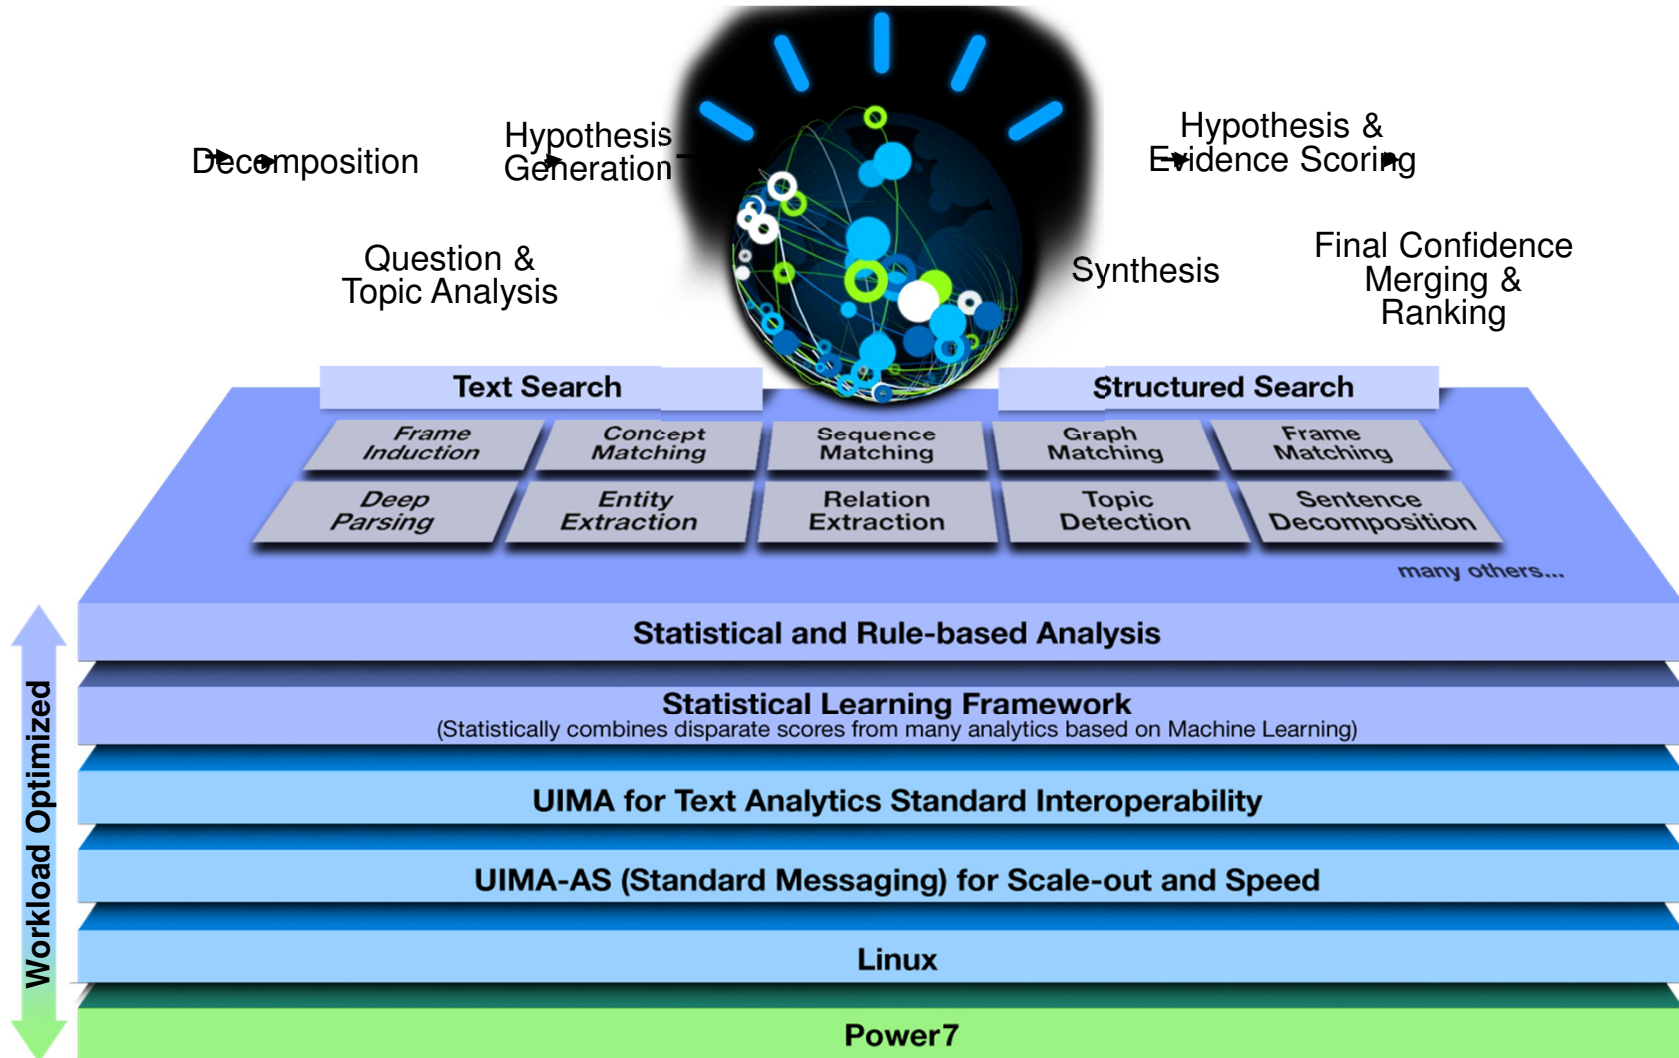 Hypothesis
Generation
Decomposition
Hypothesis &
Evidence Scoring
Question &
Topic Analysis
Synthesis
Final Confidence
Merging &
Ranking
Text Search
Structured Search
Frame
Induction
Concept
Matching
Sequence
Matching
Graph
Matching
Frame
Matching
Deep
Parsing
Entity
Extraction
Relation
Extraction
Topic
Detection
Sentence
Decomposition
many others...
Statistical and Rule-based Analysis
Statistical Learning Framework
(Statistically combines disparate scores from many analytics based on Machine Learning)
UIMA for Text Analytics Standard Interoperability
UIMA-AS (Standard Messaging) for Scale-out and Speed
Linux
Power7
Workload Optimized